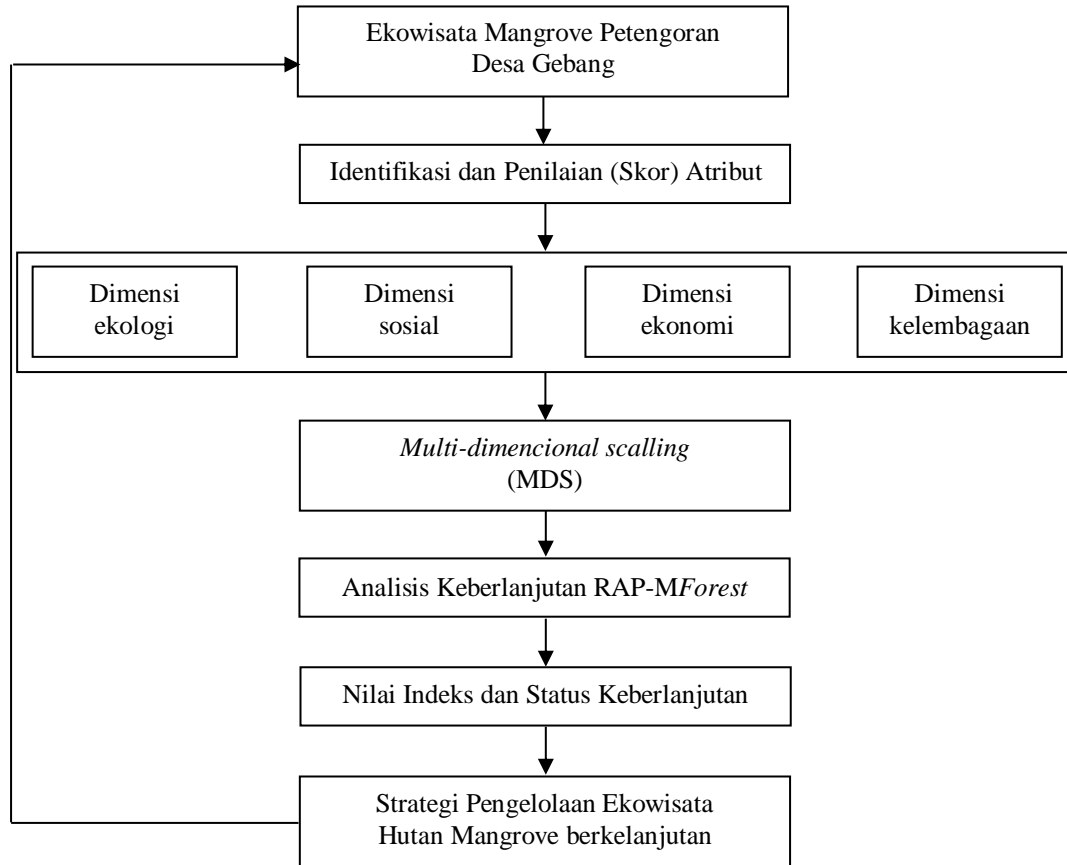 Ekowisata Mangrove Petengoran
Desa Gebang
Identifikasi dan Penilaian (Skor) Atribut
Dimensi
ekologi
Dimensi
sosial
Dimensi
ekonomi
Dimensi
kelembagaan
Multi-dimencional scalling
(MDS)
Analisis Keberlanjutan RAP-MForest
Nilai Indeks dan Status Keberlanjutan
Strategi Pengelolaan Ekowisata
Hutan Mangrove berkelanjutan